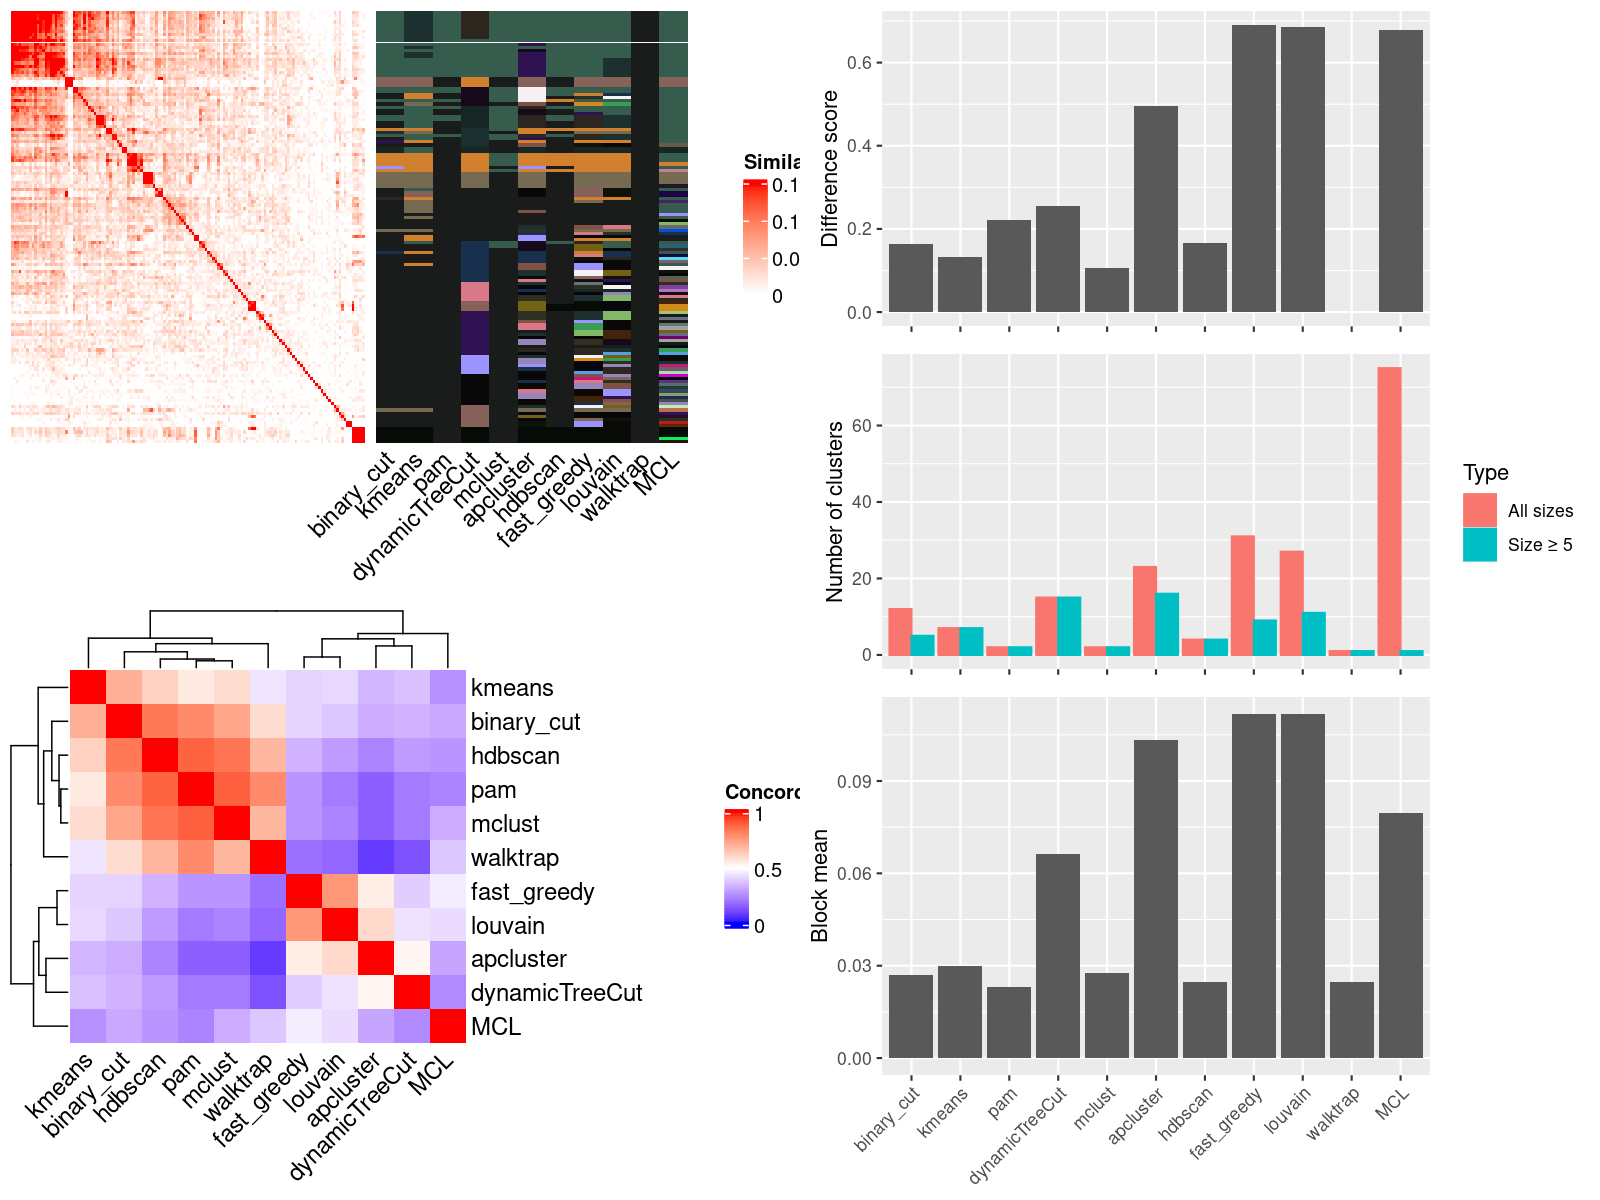 Simila
0.1
0.1
0.0
0
binary_cut
kmeans
pam
dynamicTreeCut
mclust
apcluster
hdbscan
fast_greedy
louvain
walktrap
MCL
kmeans
binary_cut
hdbscan
pam
mclust
walktrap
fast_greedy
louvain
apcluster
dynamicTreeCut
MCL
Concord
1
0.5
0
kmeans
binary_cut
hdbscan
pam
mclust
walktrap
fast_greedy
louvain
apcluster
dynamicTreeCut
MCL
Difference score
0.6
0.4
0.2
0.0
Number of clusters
60
40
20
0
Type
All sizes
Size ≥ 5
Block mean
0.09
0.06
0.03
0.00
binary_cut
kmeans
pam
dynamicTreeCut
mclust
apcluster
hdbscan
fast_greedy
louvain
walktrap
MCL